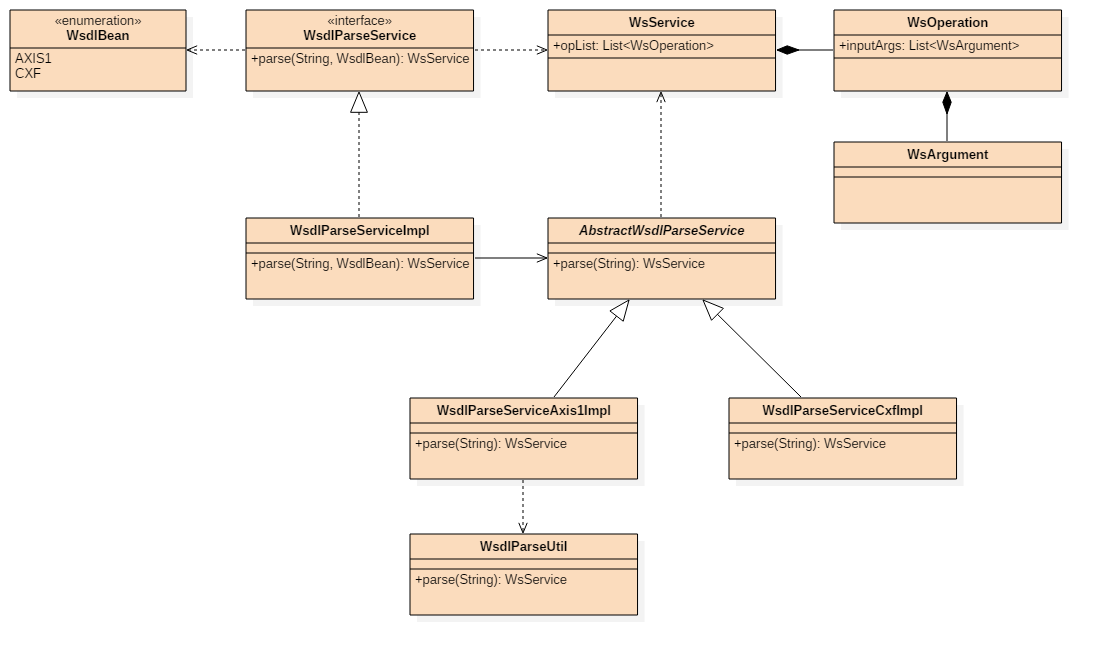 «enumeration»
WsdlBean
AXIS1
CXF
«interface»
WsdlParseService
+parse(String, WsdlBean): WsService
WsService
+opList: List<WsOperation>
WsOperation
+inputArgs: List<WsArgument>
WsArgument
WsdlParseServiceImpl
+parse(String, WsdlBean): WsService
AbstractWsdlParseService
+parse(String): WsService
WsdlParseServiceAxis1Impl
+parse(String): WsService
WsdlParseServiceCxfImpl
+parse(String): WsService
WsdlParseUtil
+parse(String): WsService